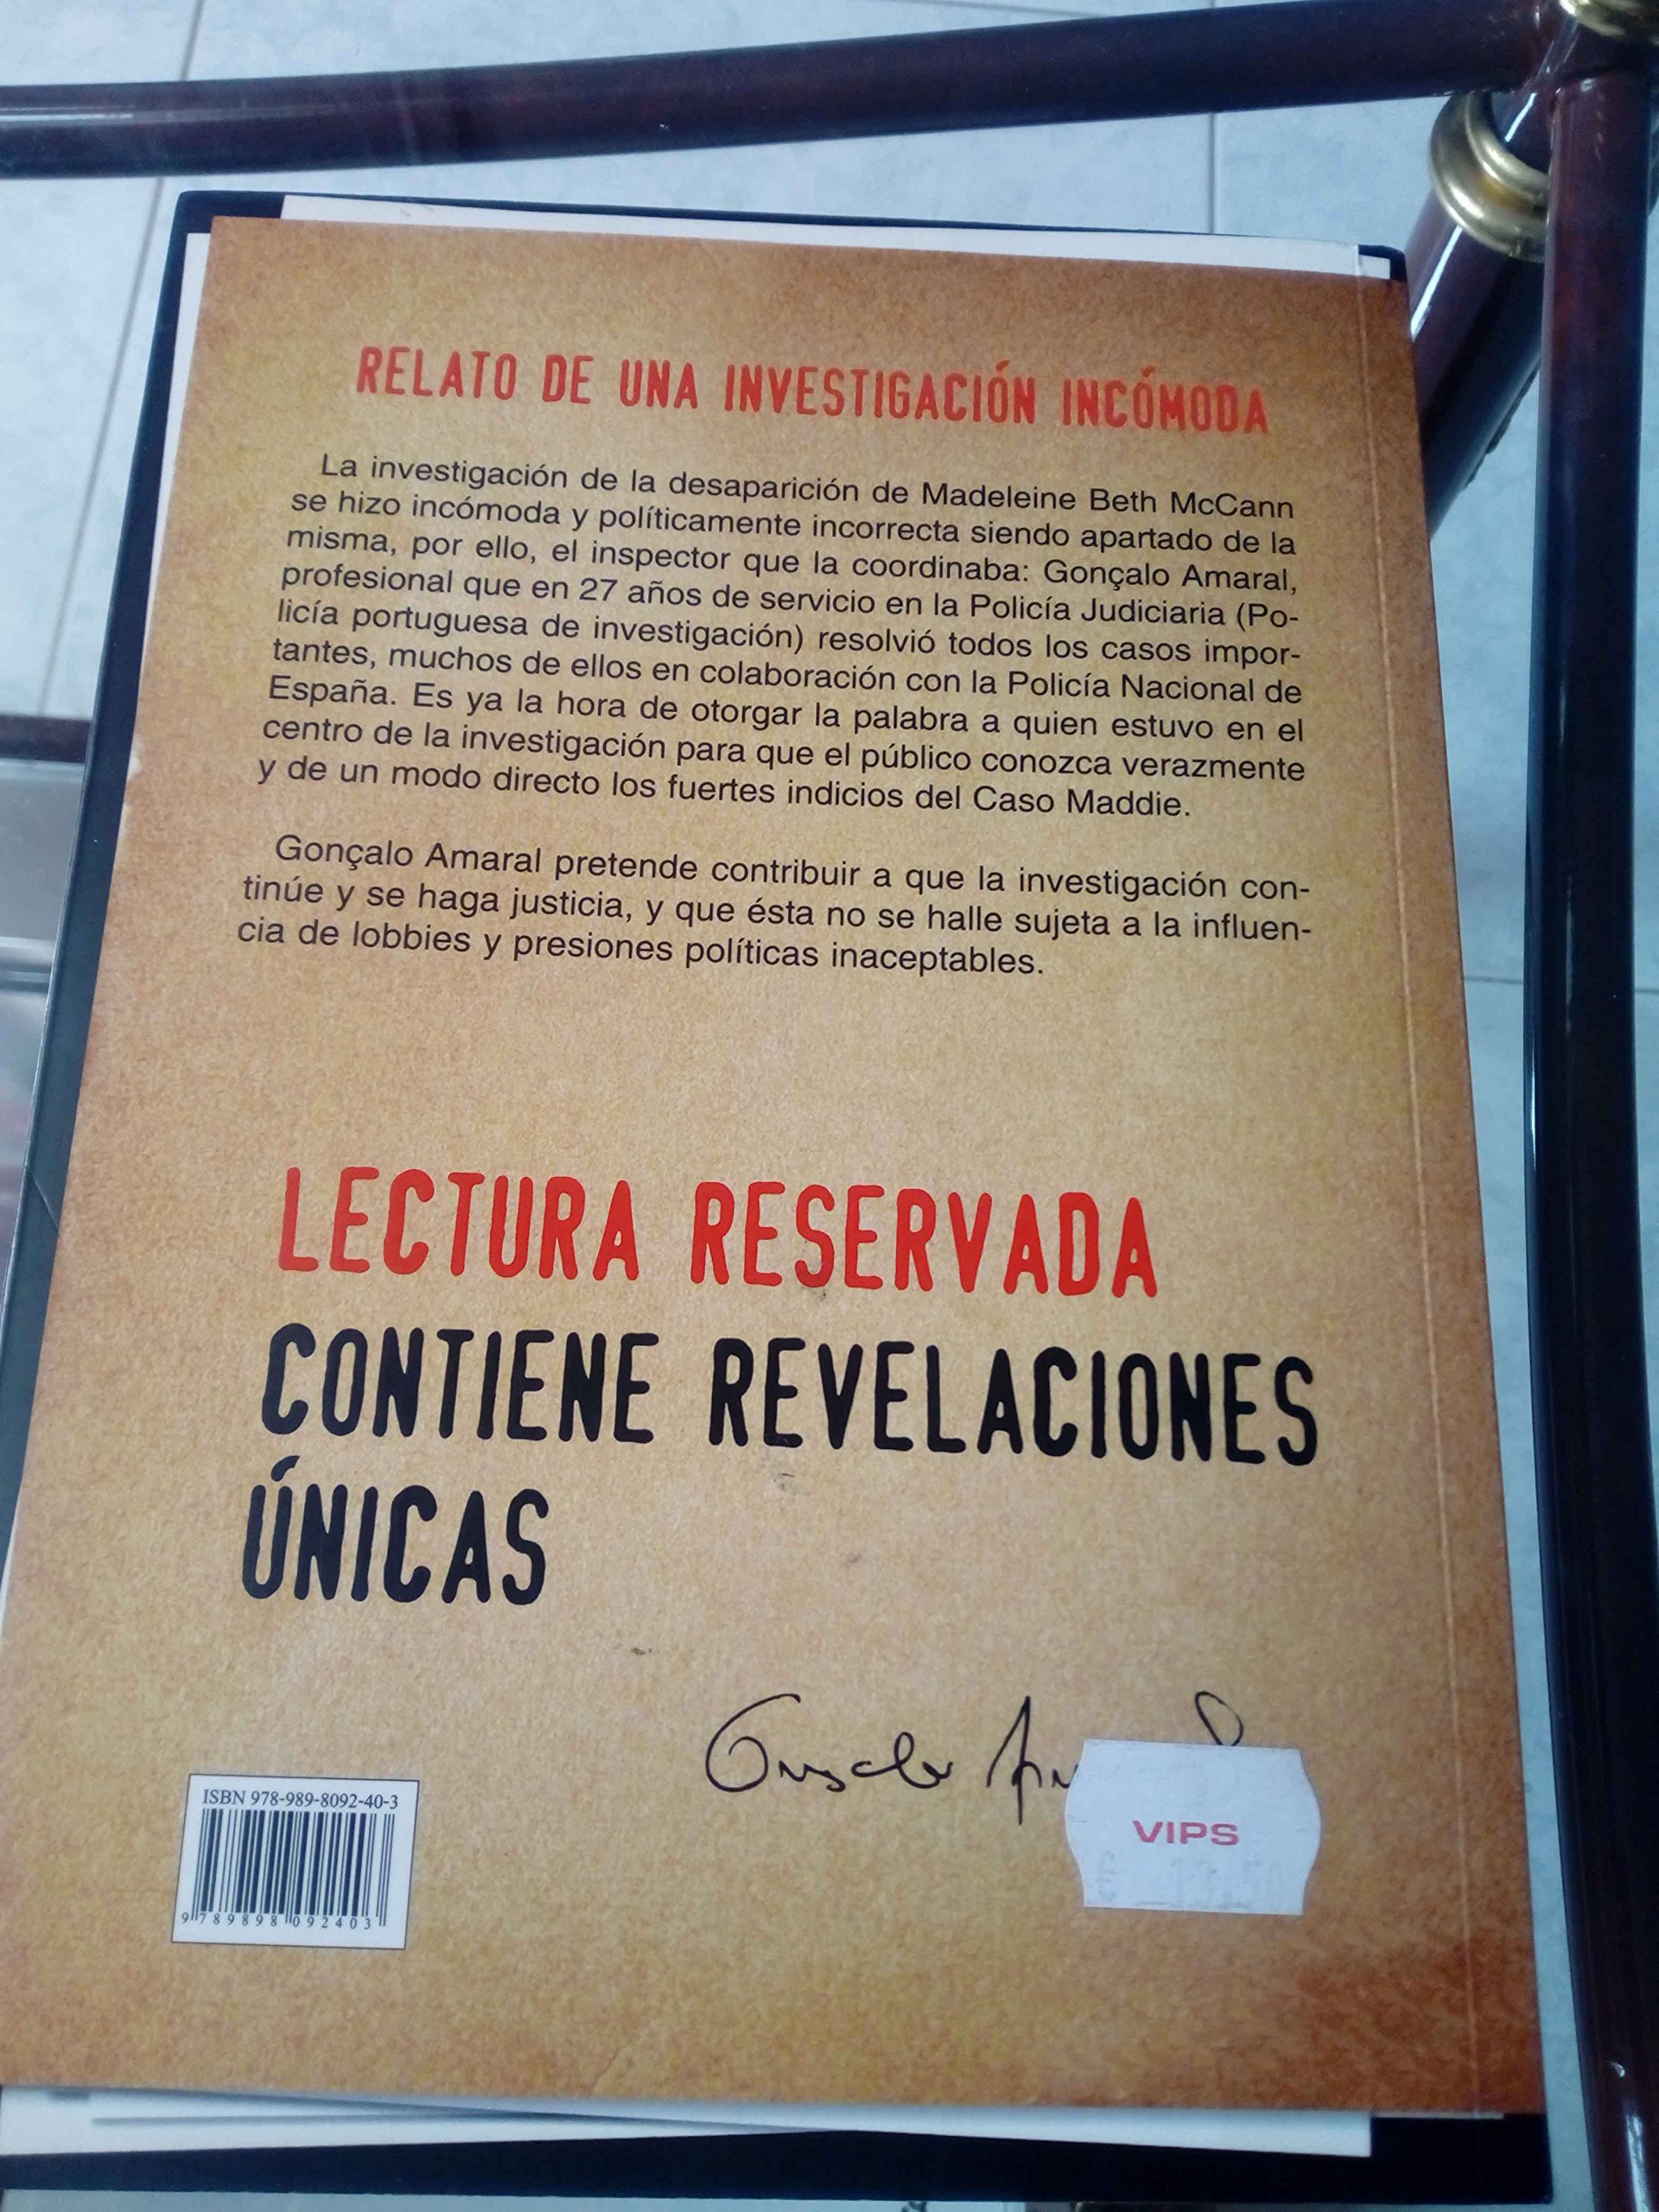 RELATO DE UNA INVESTIGACIÓN INCÓMODA
La investigación de la desaparición de Madeleine Beth McCann
se hizo incómoda y políticamente incorrecta siendo apartado de la
misma, por ello, el inspector que la coordinaba: Gonçalo Amaral,
profesional que en 27 años de servicio en la Policía Judiciaria (Po-
licía portuguesa de investigación) resolvió todos los casos impor-
tantes, muchos de ellos en colaboración con la Policía Nacional de
España. Es ya la hora de otorgar la palabra a quien estuvo en el
centro de la investigación para que el público conozca verazmente
y de un modo directo los fuertes indicios del Caso Maddie.
Gonçalo Amaral pretende contribuir a que la investigación con-
tinúe y se haga justicia, y que ésta no se halle sujeta a la influen-
cia de lobbies y presiones políticas inaceptables.
LECTURA RESERVADA
CONTIENE REVELACIONES
ÚNICAS
ISBN 978-989-8092-40-3
9 789898 092403
VIPS
€ 13,50